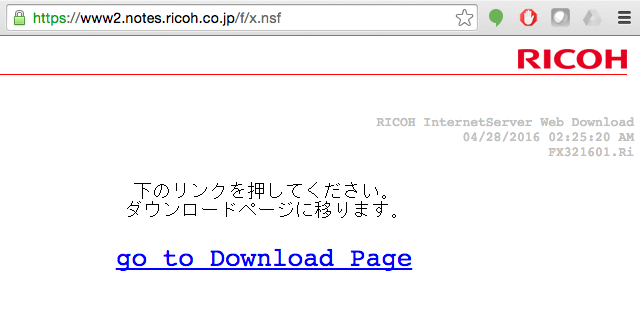 https://www2.notes.ricoh.co.jp/f/x.nsf
RICOH
RICOH InternetServer Web Download
04/28/2016 02:25:20 AM
FX321601.Ri
下のリンクを押してください。
ダウンロードページに移ります。
go to Download Page